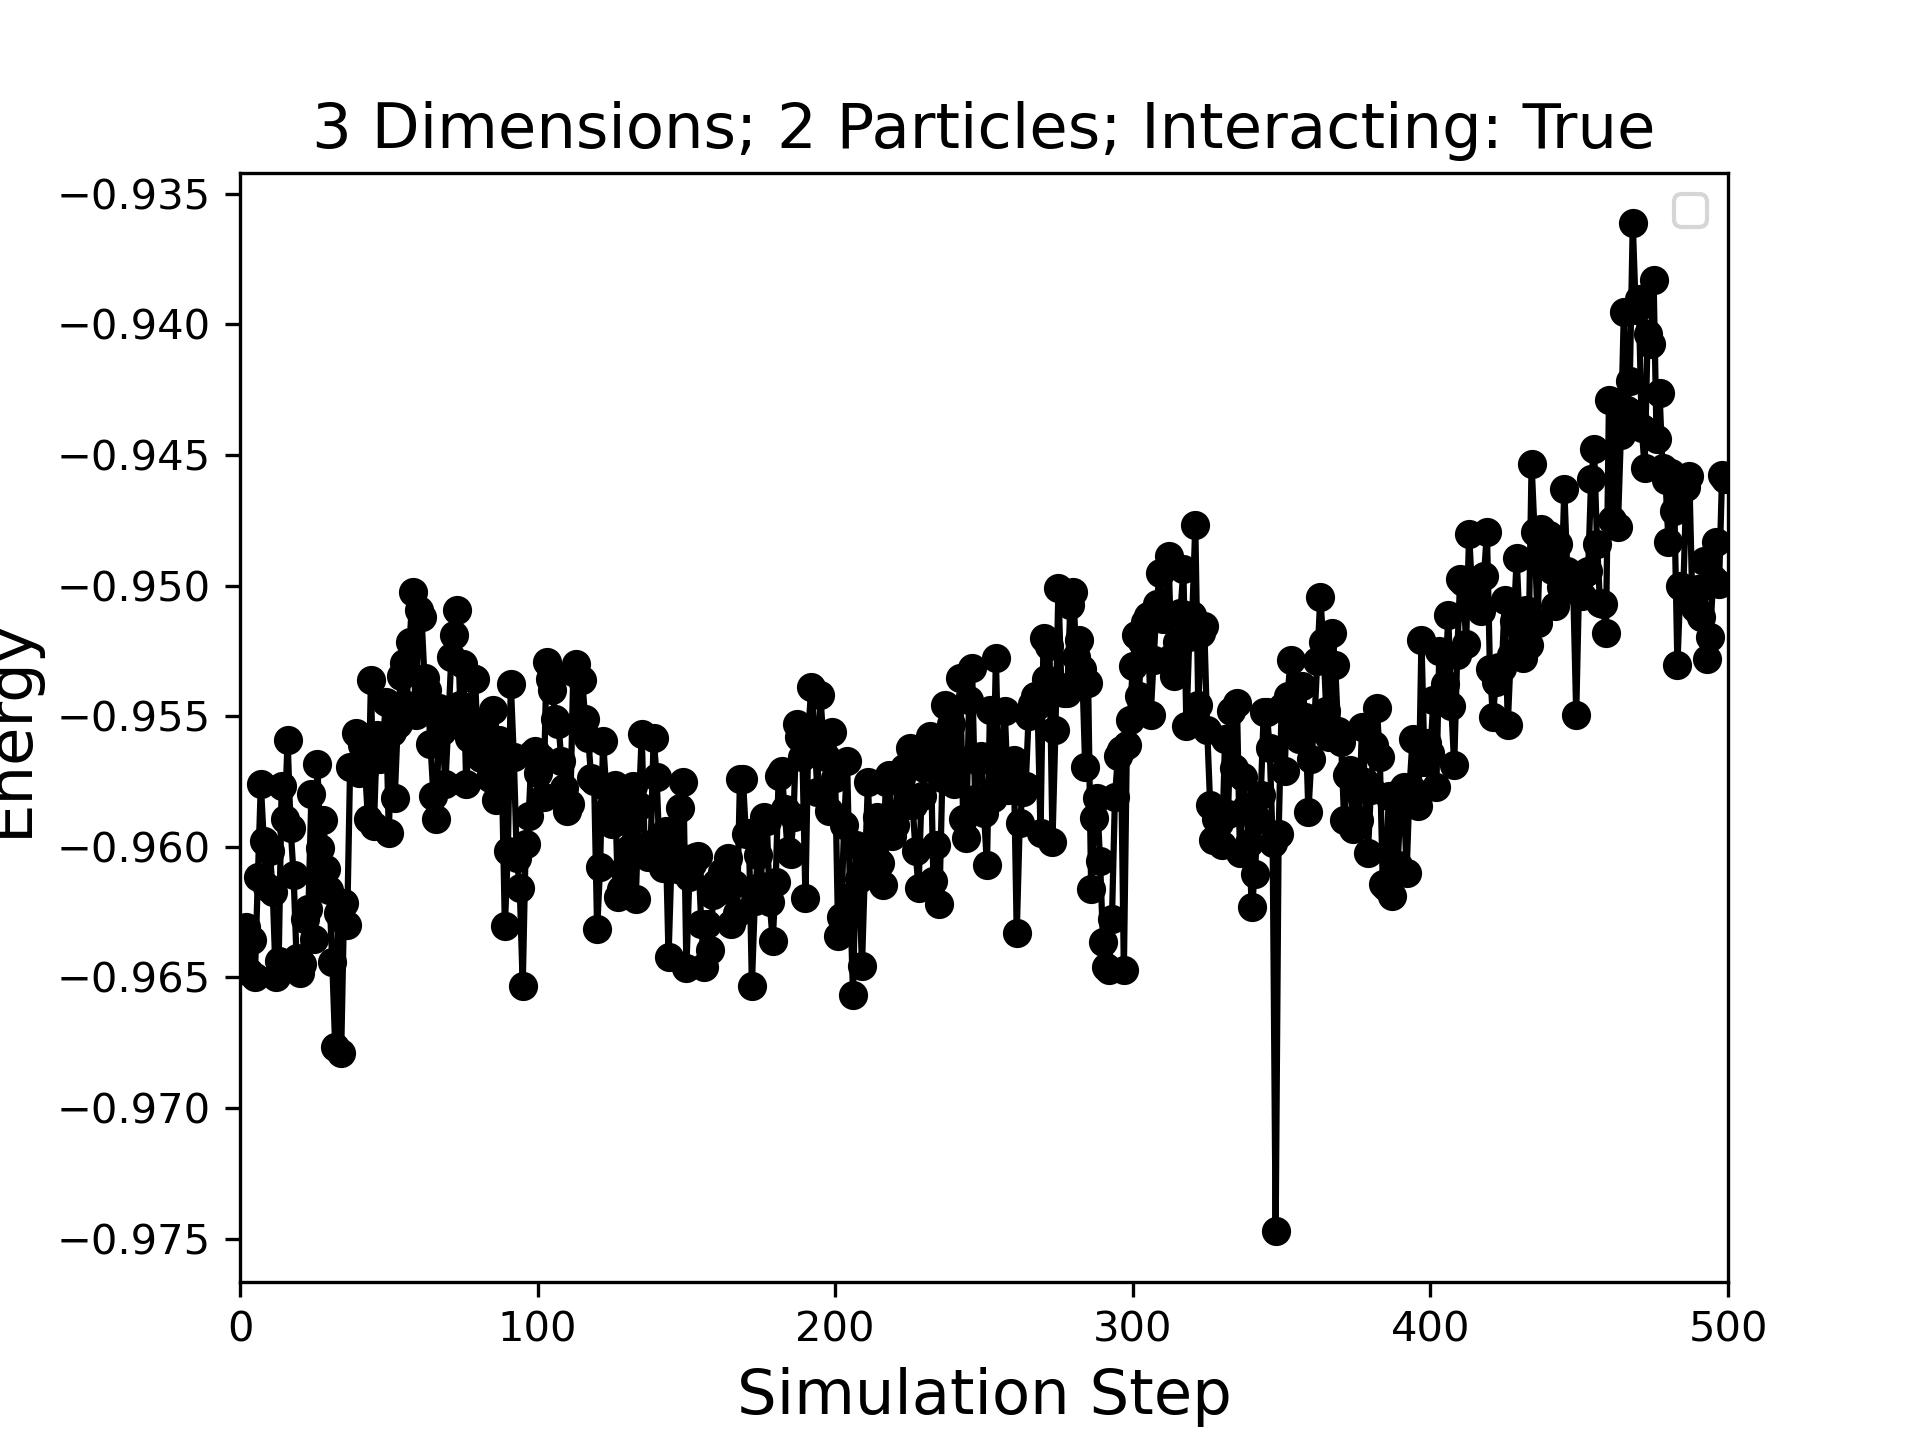 3 Dimensions; 2 Particles; Interacting: True
−0.935
−0.940
−0.945
−0.950
−0.955
−0.960
−0.965
−0.970
−0.975
Energy
0 100 200 300 400 500
Simulation Step